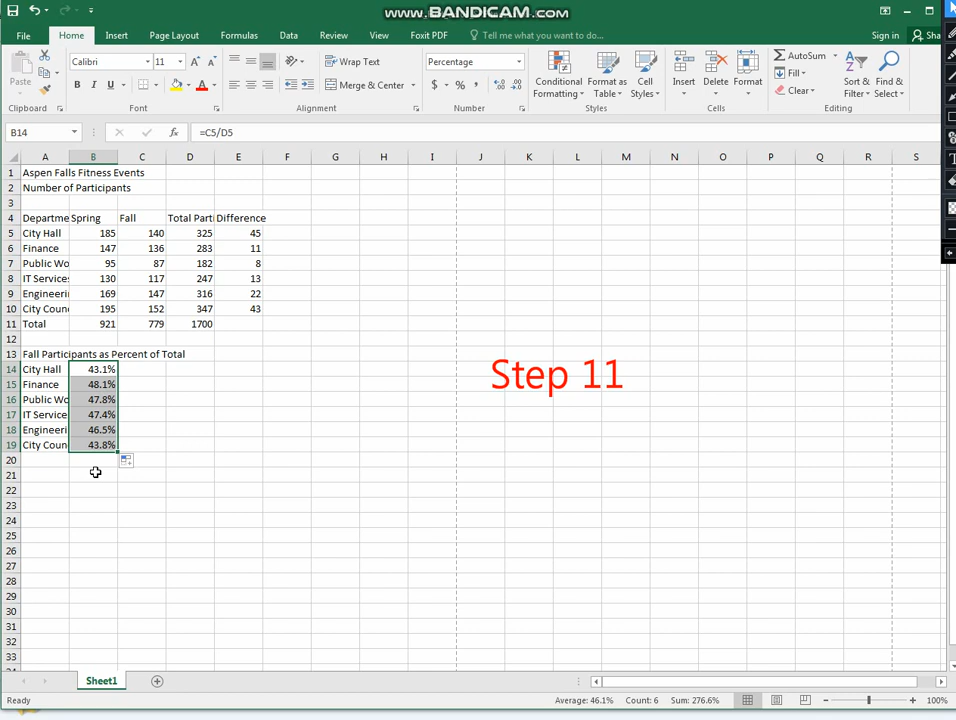 www.BANDICAM.com
File Home Insert Page Layout Formulas Data Review View Foxit PDF Tell me what you want to do... Sign in Sha
Paste Calibri 11 A A Wrap Text Percentage Conditional Formatting Format as Table Cell Styles Insert Delete Format AutoSum Fill Clear Sort & Filter Find & Select
B I U A Merge & Center $ % ,
Clipboard Font Alignment Number Styles Cells Editing
B14 fx =C5/D5
A B C D E F G H I J K L M N O P Q R S
1 Aspen Falls Fitness Events
2 Number of Participants
3
4 Departme Spring Fall Total Parti Difference
5 City Hall 185 140 325 45
6 Finance 147 136 283 11
7 Public Wo 95 87 182 8
8 IT Services 130 117 247 13
9 Engineeri 169 147 316 22
10 City Coun 195 152 347 43
11 Total 921 779 1700
12
13 Fall Participants as Percent of Total
14 City Hall 43.1%
15 Finance 48.1%
16 Public Wo 47.8%
17 IT Services 47.4%
18 Engineeri 46.5%
19 City Coun 43.8%
Step 11
20
21
22
23
24
25
26
27
28
29
30
31
32
33
Sheet1
Ready Average: 46.1% Count: 6 Sum: 276.6% 100%